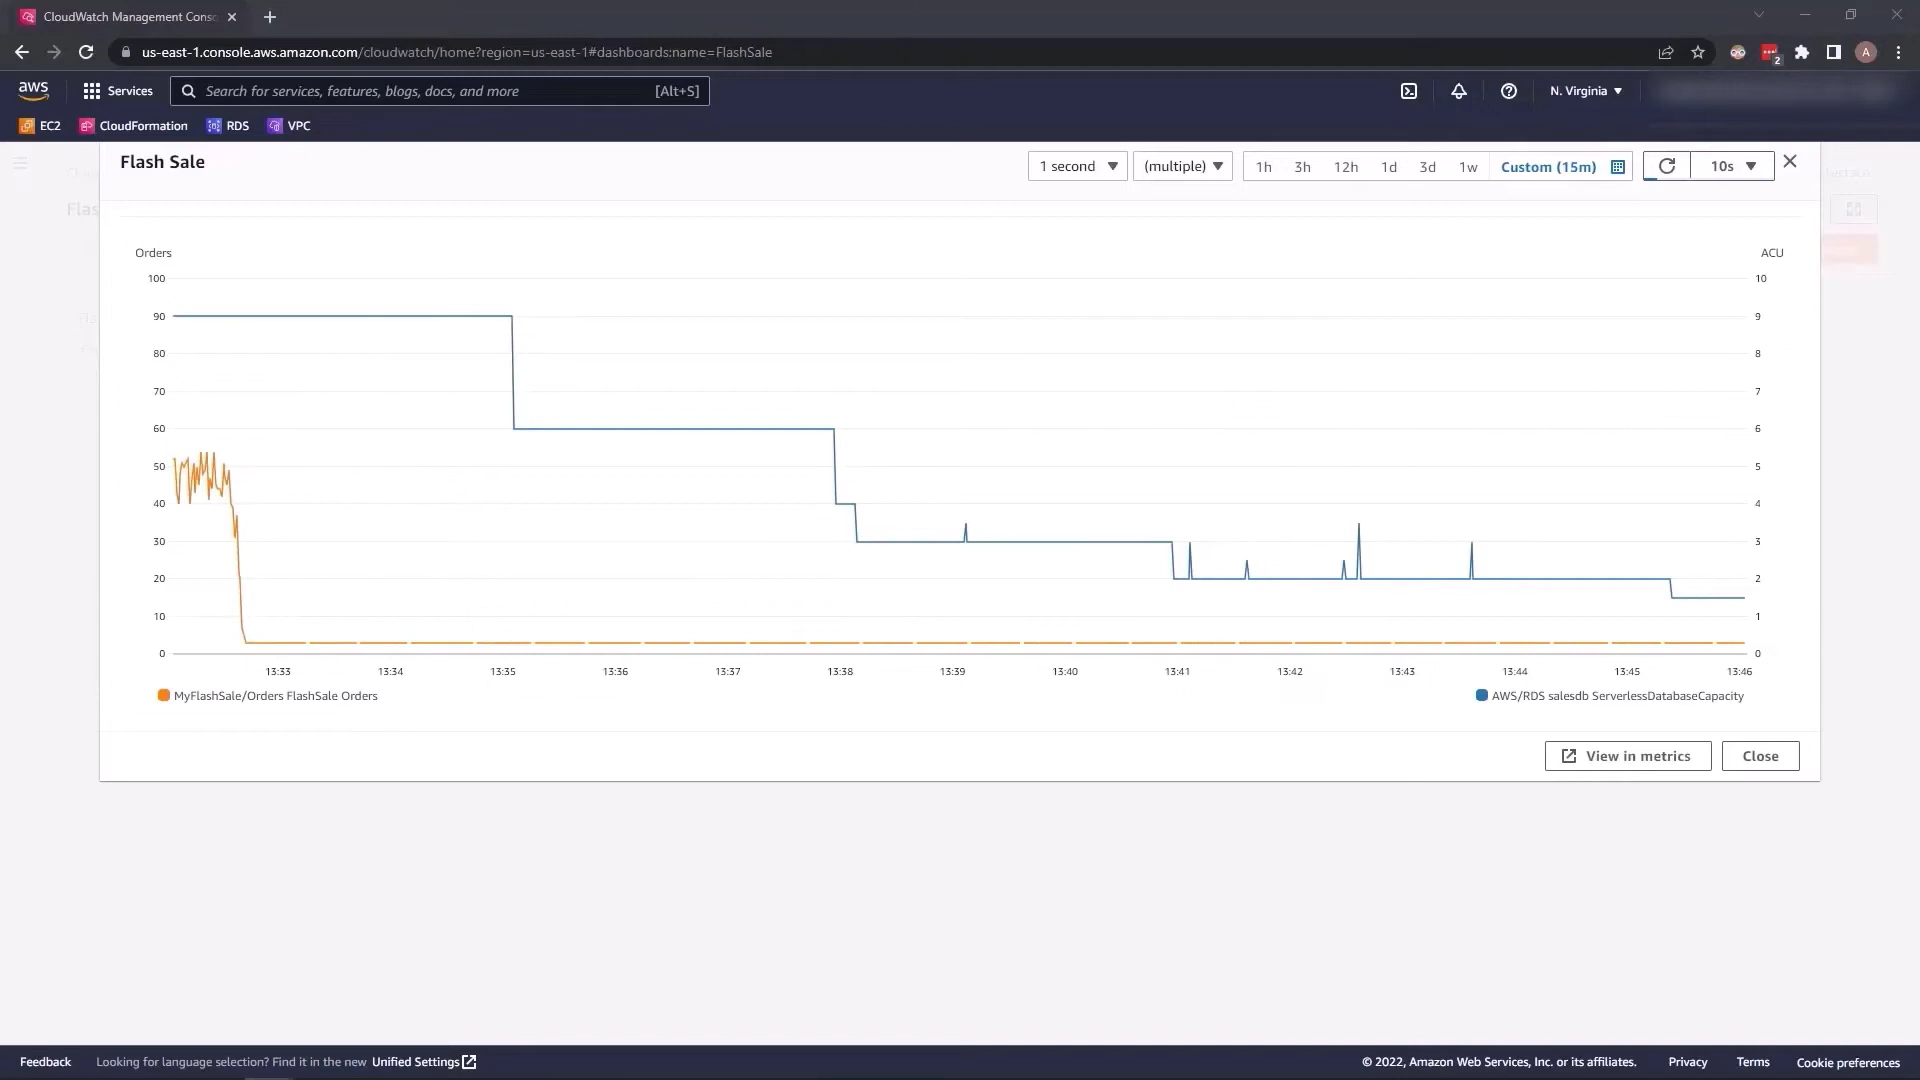 CloudWatch Management Conso
us-east-1.console.aws.amazon.com/cloudwatch/home?region=us-east-1#dashboards:name=FlashSale
2
A
aws
Services
Search for services, features, blogs, docs, and more
[Alt+S]
N. Virginia
EC2
CloudFormation
RDS
VPC
Flash Sale
1 second
(multiple)
1h
3h
12h
1d
3d
1w
Custom (15m)
10s
Flas
Orders
ACU
100
10
90
9
80
8
70
7
60
6
50
5
40
4
30
3
20
2
10
1
0
0
13:33
13:34
13:35
13:36
13:37
13:38
13:39
13:40
13:41
13:42
13:43
13:44
13:45
13:46
MyFlashSale/Orders FlashSale Orders
AWS/RDS salesdb ServerlessDatabaseCapacity
View in metrics
Close
Feedback
Looking for language selection? Find it in the new Unified Settings
© 2022, Amazon Web Services, Inc. or its affiliates.
Privacy
Terms
Cookie preferences